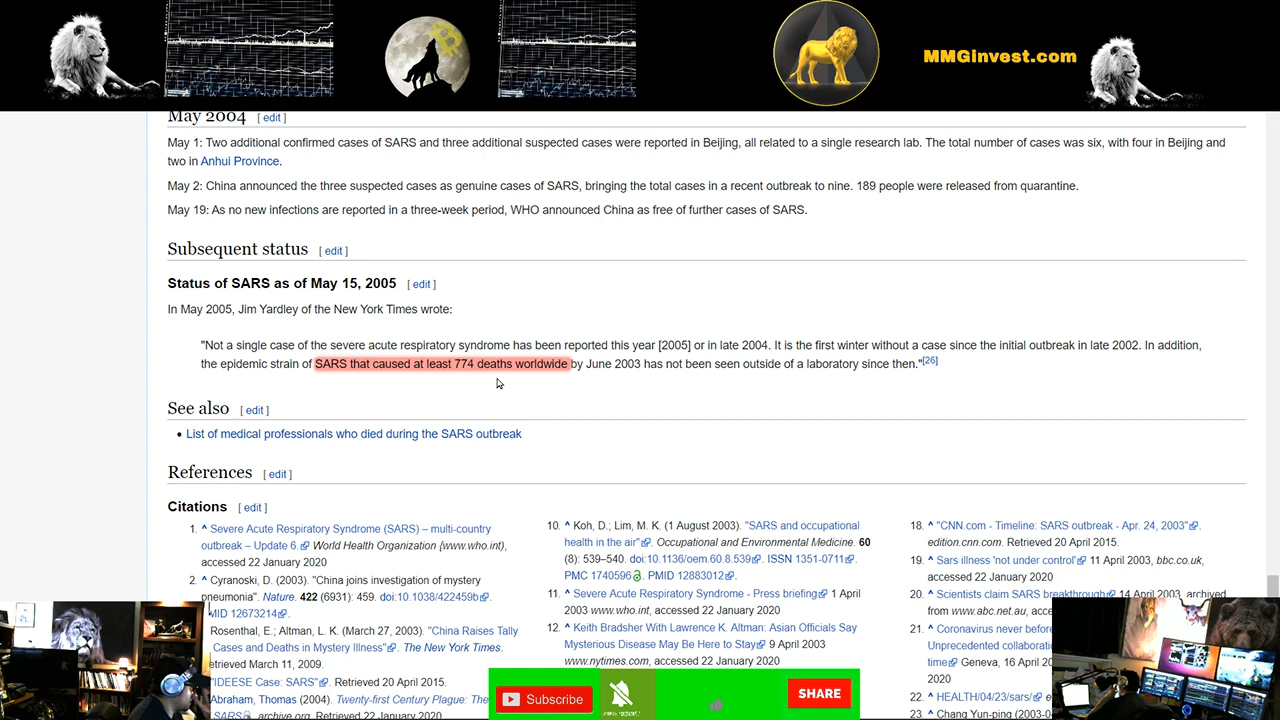 MMGinvest.com
May 2004 [ edit ]
May 1: Two additional confirmed cases of SARS and three additional suspected cases were reported in Beijing, all related to a single research lab. The total number of cases was six, with four in Beijing and
two in Anhui Province.
May 2: China announced the three suspected cases as genuine cases of SARS, bringing the total cases in a recent outbreak to nine. 189 people were released from quarantine.
May 19: As no new infections are reported in a three-week period, WHO announced China as free of further cases of SARS.
Subsequent status [ edit ]
Status of SARS as of May 15, 2005 [ edit ]
In May 2005, Jim Yardley of the New York Times wrote:
"Not a single case of the severe acute respiratory syndrome has been reported this year [2005] or in late 2004. It is the first winter without a case since the initial outbreak in late 2002. In addition,
the epidemic strain of SARS that caused at least 774 deaths worldwide by June 2003 has not been seen outside of a laboratory since then."[26]
See also [ edit ]
• List of medical professionals who died during the SARS outbreak
References [ edit ]
Citations [ edit ]
1. ^ Severe Acute Respiratory Syndrome (SARS) – multi-country
outbreak – Update 6. World Health Organization {www.who.int),
accessed 22 January 2020
2. ^ Cyranoski, D. (2003). "China joins investigation of mystery
pneumonia". Nature. 422 (6931): 459. doi:10.1038/422459b.
MID 12673214.
Rosenthal, E.; Altman, L. K. (March 27, 2003). "China Raises Tally
Cases and Deaths in Mystery Illness". The New York Times.
etrieved March 11, 2009.
"IDEESE Case: SARS". Retrieved 20 April 2015.
Abraham, Thomas (2004). Twenty-first Century Plague: The
SARS. archive.org. Retrieved 22 January 2020
10. ^ Koh, D.; Lim, M. K. (1 August 2003). "SARS and occupational
health in the air". Occupational and Environmental Medicine. 60
(8): 539–540. doi:10.1136/oem.60.8.539. ISSN 1351-0711.
PMC 1740596. PMID 12883012.
11. ^ Severe Acute Respiratory Syndrome - Press briefing 1 April
2003 www.who.int, accessed 22 January 2020
12. ^ Keith Bradsher With Lawrence K. Altman: Asian Officials Say
Mysterious Disease May Be Here to Stay 9 April 2003
www.nytimes.com, accessed 22 January 2020
18. ^ "CNN.com - Timeline: SARS outbreak - Apr. 24, 2003".
edition.cnn.com. Retrieved 20 April 2015.
19. ^ Sars illness 'not under control' 11 April 2003, bbc.co.uk,
accessed 22 January 2020
20. ^ Scientists claim SARS breakthrough 14 April 2003, archived
from www.abc.net.au, acce
21. ^ Coronavirus never before
Unprecedented collaboratio
time Geneva, 16 April 20
2020
22. ^ HEALTH/04/23/sars/
23. ^ Chang Yun-ping (2003-0
Subscribe
SHARE